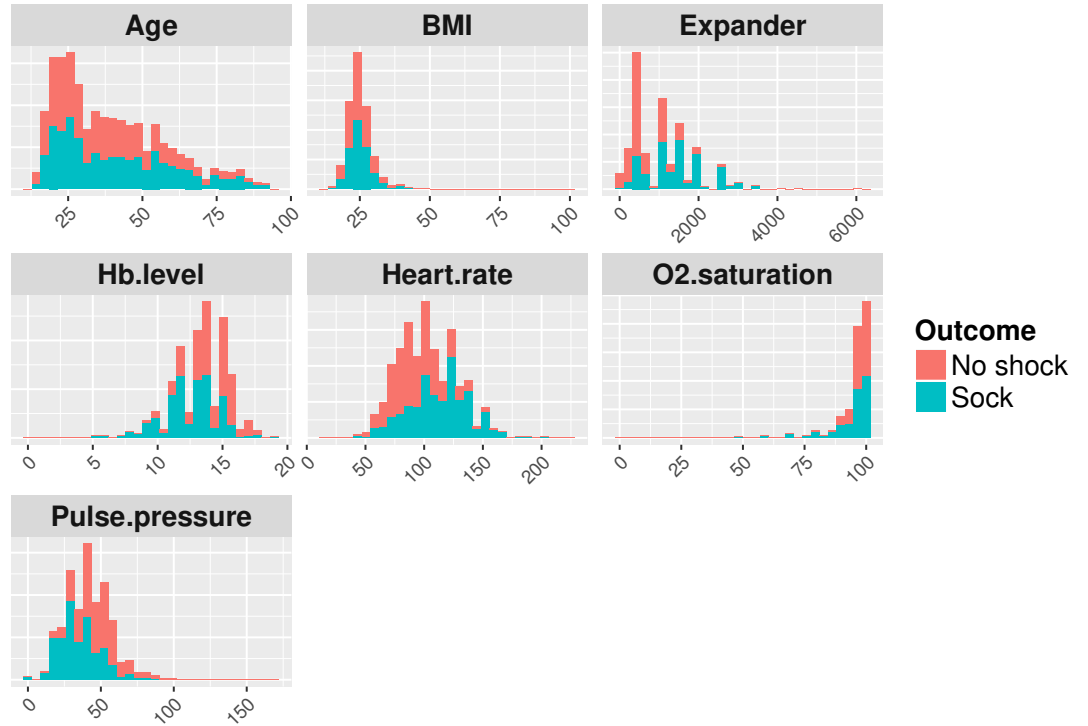 Age BMI Expander
25 50 75 100 25 50 75 100 0 2000 4000 6000
Hb.level Heart.rate O2.saturation
0 5 10 15 20 0 50 100 150 200 0 25 50 75 100
Outcome
No shock
Sock
Pulse.pressure
0 50 100 150